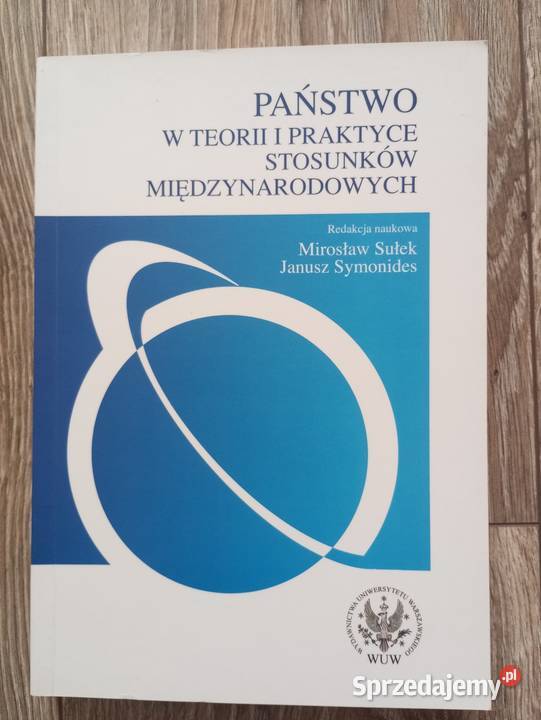 PAŃSTWO
W TEORII I PRAKTYCE
STOSUNKÓW
MIĘDZYNARODOWYCH
Redakcja naukowa
Mirosław Sułek
Janusz Symonides
WYDAWNICTWA UNIWERSYTETU WARSZAWSKIEGO
WUW
Sprzedajemy.pl